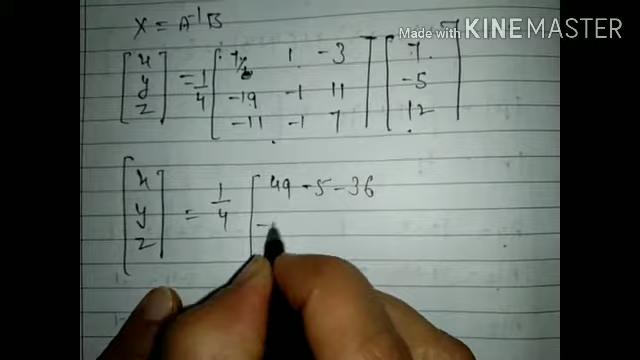 Made with KINEMASTER
X = A⁻¹B
[x y z] = 1/4 [7 1 -3 -19 -1 11 -11 -1 7] [7 -5 12]
[x y z] = 1/4 [49 - 5 - 36
-